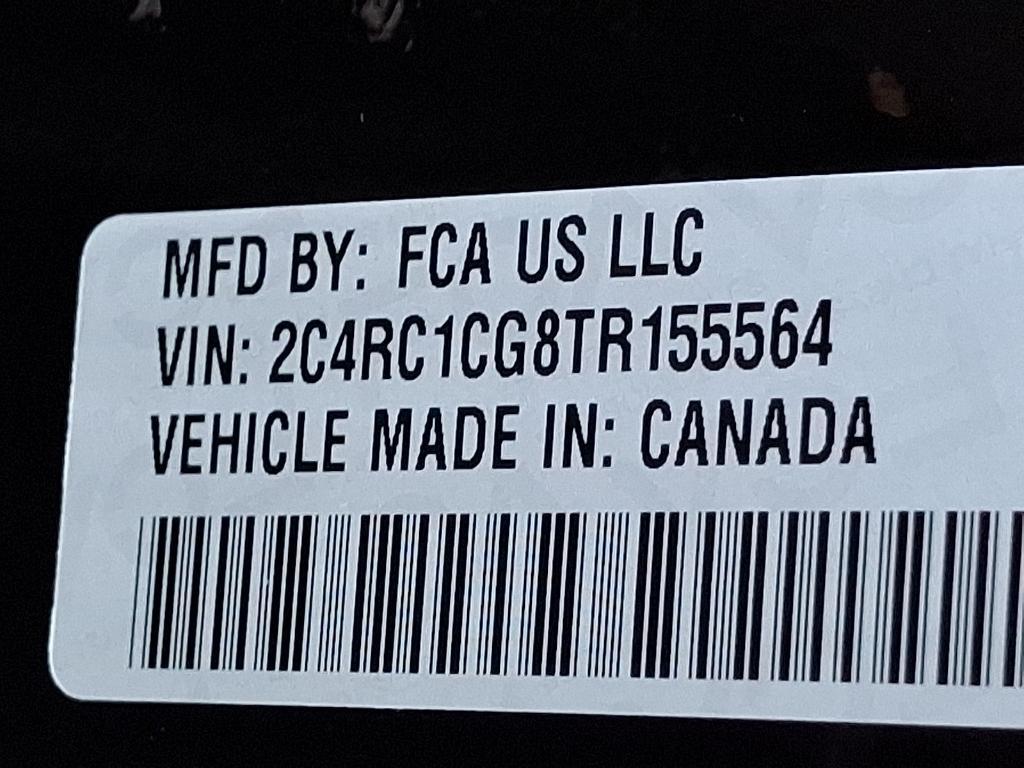 MFD BY: FCA US LLC
VIN: 2C4RC1CG8TR155564
VEHICLE MADE IN: CANADA